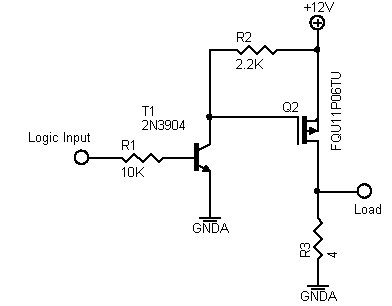 +12V
R2
2.2K
T1
2N3904
Q2
FQU11P06TU
Logic Input
R1
10K
Load
GNDA
R3
4
GNDA